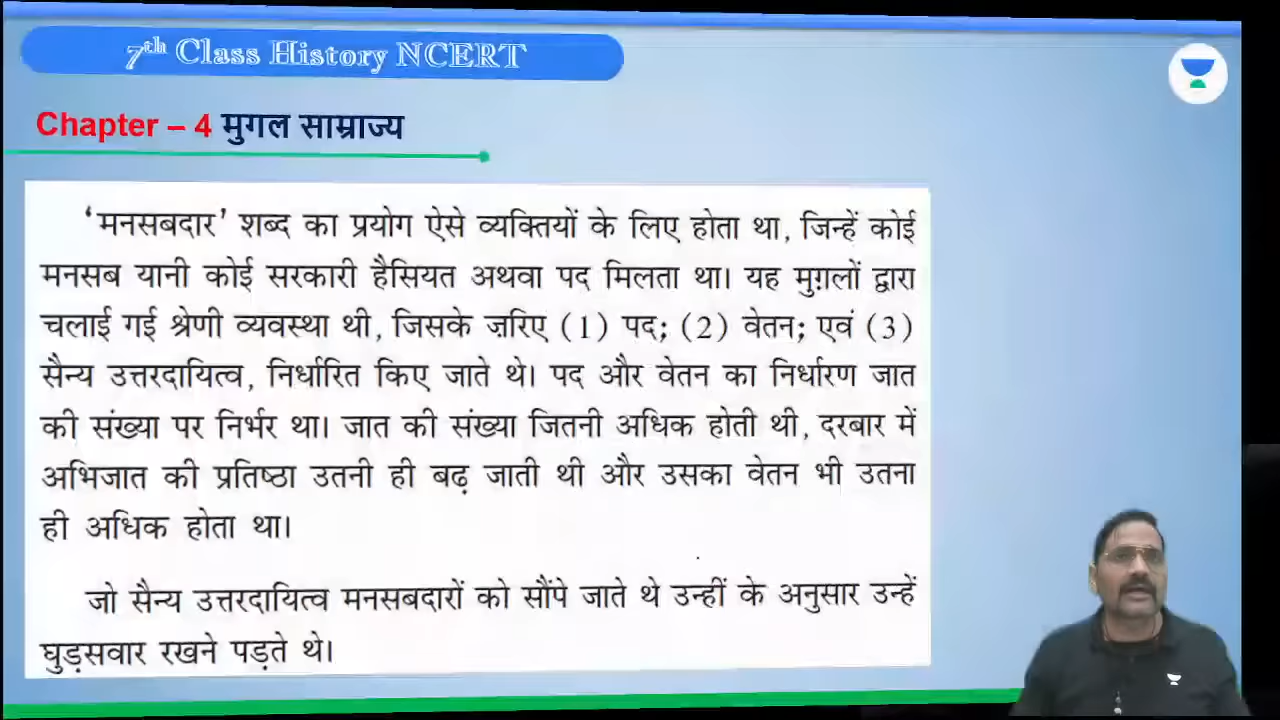 7th Class History NCERT
Chapter – 4 मुगल साम्राज्य
‘मनसबदार’ शब्द का प्रयोग ऐसे व्यक्तियों के लिए होता था, जिन्हें कोई
मनसब यानी कोई सरकारी हैसियत अथवा पद मिलता था। यह मुग़लों द्वारा
चलाई गई श्रेणी व्यवस्था थी, जिसके ज़रिए (1) पद; (2) वेतन; एवं (3)
सैन्य उत्तरदायित्व, निर्धारित किए जाते थे। पद और वेतन का निर्धारण जात
की संख्या पर निर्भर था। जात की संख्या जितनी अधिक होती थी, दरबार में
अभिजात की प्रतिष्ठा उतनी ही बढ़ जाती थी और उसका वेतन भी उतना
ही अधिक होता था।
जो सैन्य उत्तरदायित्व मनसबदारों को सौंपे जाते थे उन्हीं के अनुसार उन्हें
घुड़सवार रखने पड़ते थे।